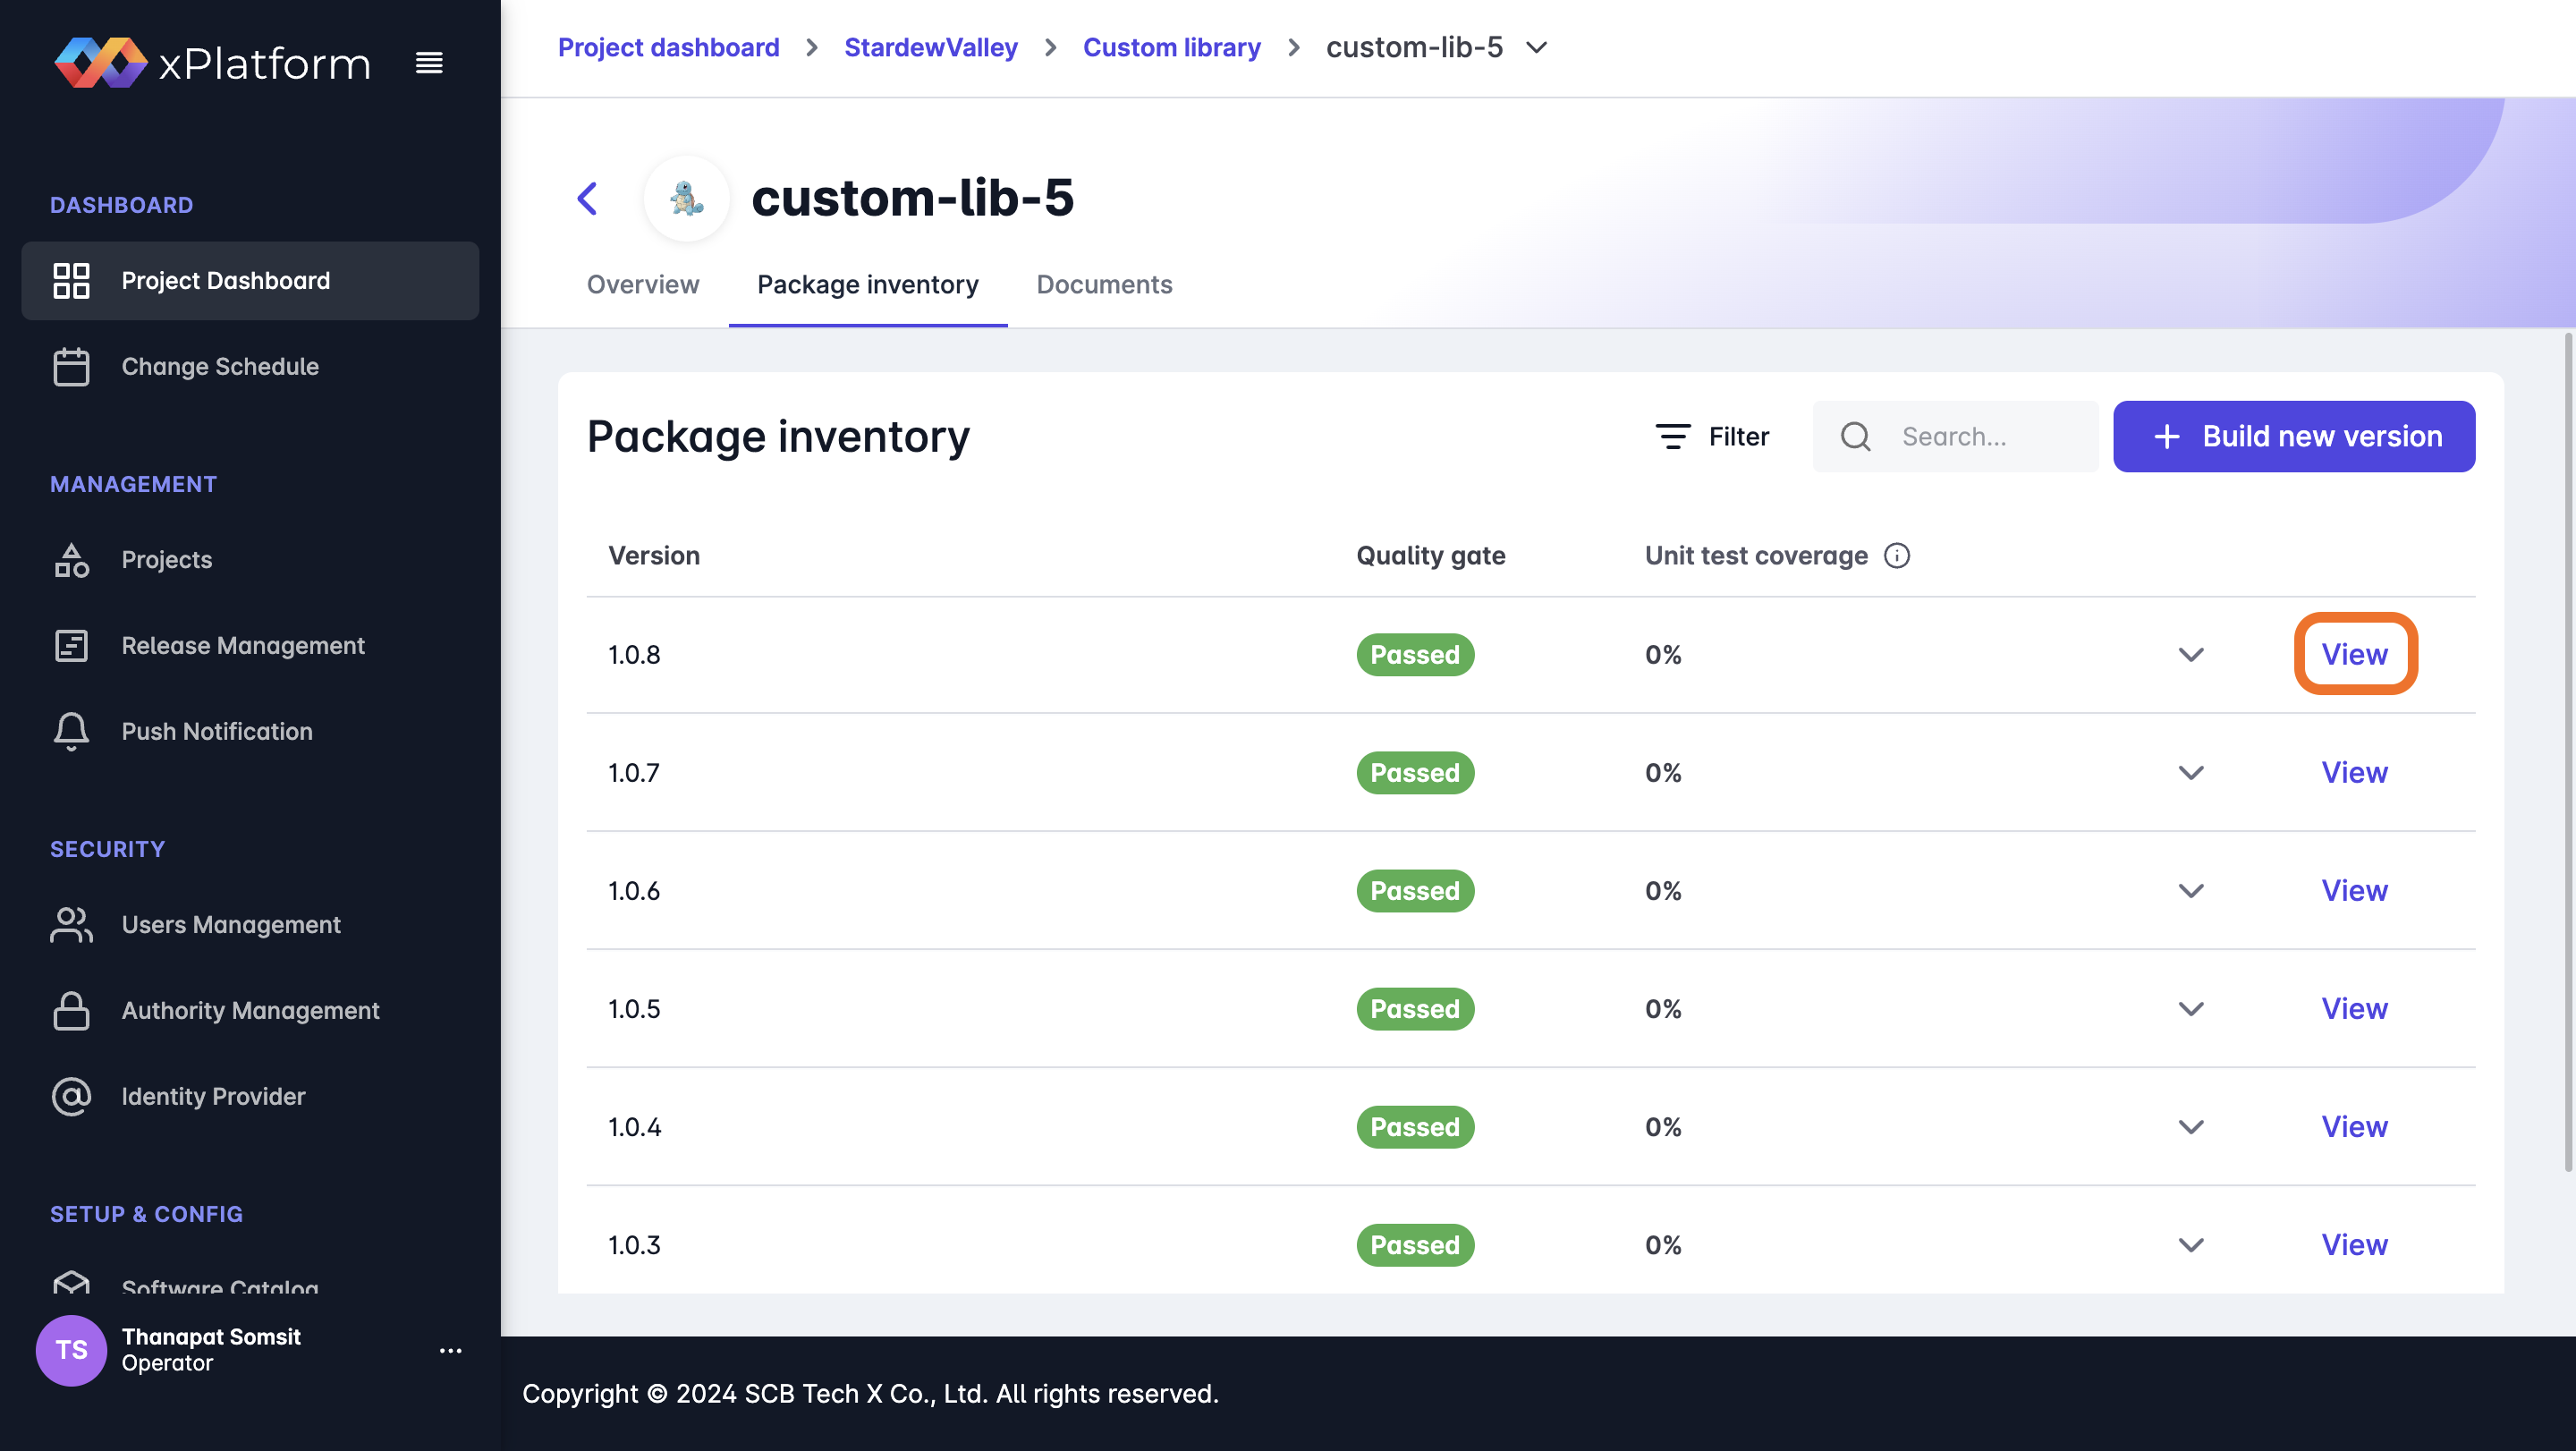 xPlatform
DASHBOARD
Project Dashboard
Change Schedule
MANAGEMENT
Projects
Release Management
Push Notification
SECURITY
Users Management
Authority Management
Identity Provider
SETUP & CONFIG
Software Catalog
TS
Thanapat Somsit
Operator
Project dashboard > StardewValley > Custom library > custom-lib-5
custom-lib-5
Overview Package inventory Documents
Package inventory Filter Search... + Build new version
Version Quality gate Unit test coverage
1.0.8 Passed 0% View
1.0.7 Passed 0% View
1.0.6 Passed 0% View
1.0.5 Passed 0% View
1.0.4 Passed 0% View
1.0.3 Passed 0% View
Copyright © 2024 SCB Tech X Co., Ltd. All rights reserved.